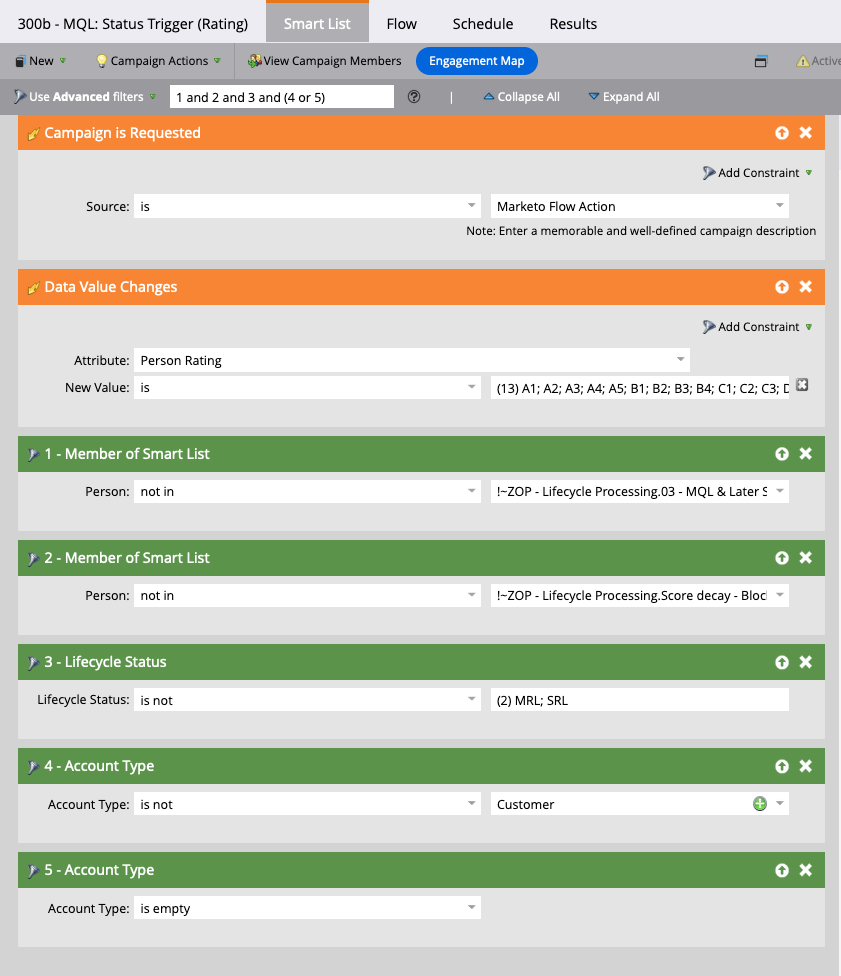 300b - MQL: Status Trigger (Rating) Smart List Flow Schedule Results
New Campaign Actions View Campaign Members Engagement Map Active
Use Advanced filters 1 and 2 and 3 and (4 or 5) | Collapse All Expand All
Campaign is Requested
Add Constraint
Source: is Marketo Flow Action
Note: Enter a memorable and well-defined campaign description
Data Value Changes
Add Constraint
Attribute: Person Rating
New Value: is (13) A1; A2; A3; A4; A5; B1; B2; B3; B4; C1; C2; C3; D
1 - Member of Smart List
Person: not in !~ZOP - Lifecycle Processing.03 - MQL & Later S
2 - Member of Smart List
Person: not in !~ZOP - Lifecycle Processing.Score decay - Bloc
3 - Lifecycle Status
Lifecycle Status: is not (2) MRL; SRL
4 - Account Type
Account Type: is not Customer
5 - Account Type
Account Type: is empty